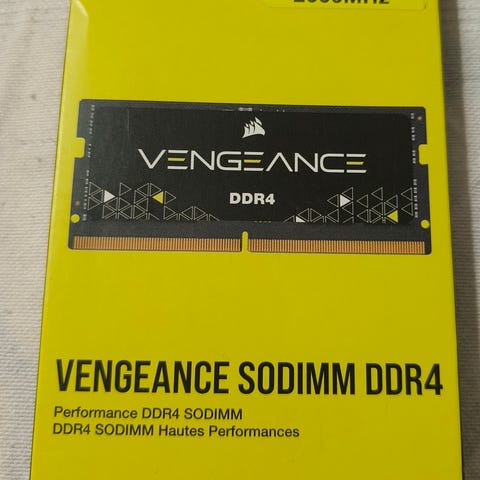 VENGEANCE
DDR4
VENGEANCE SODIMM DDR4
Performance DDR4 SODIMM
DDR4 SODIMM Hautes Performances